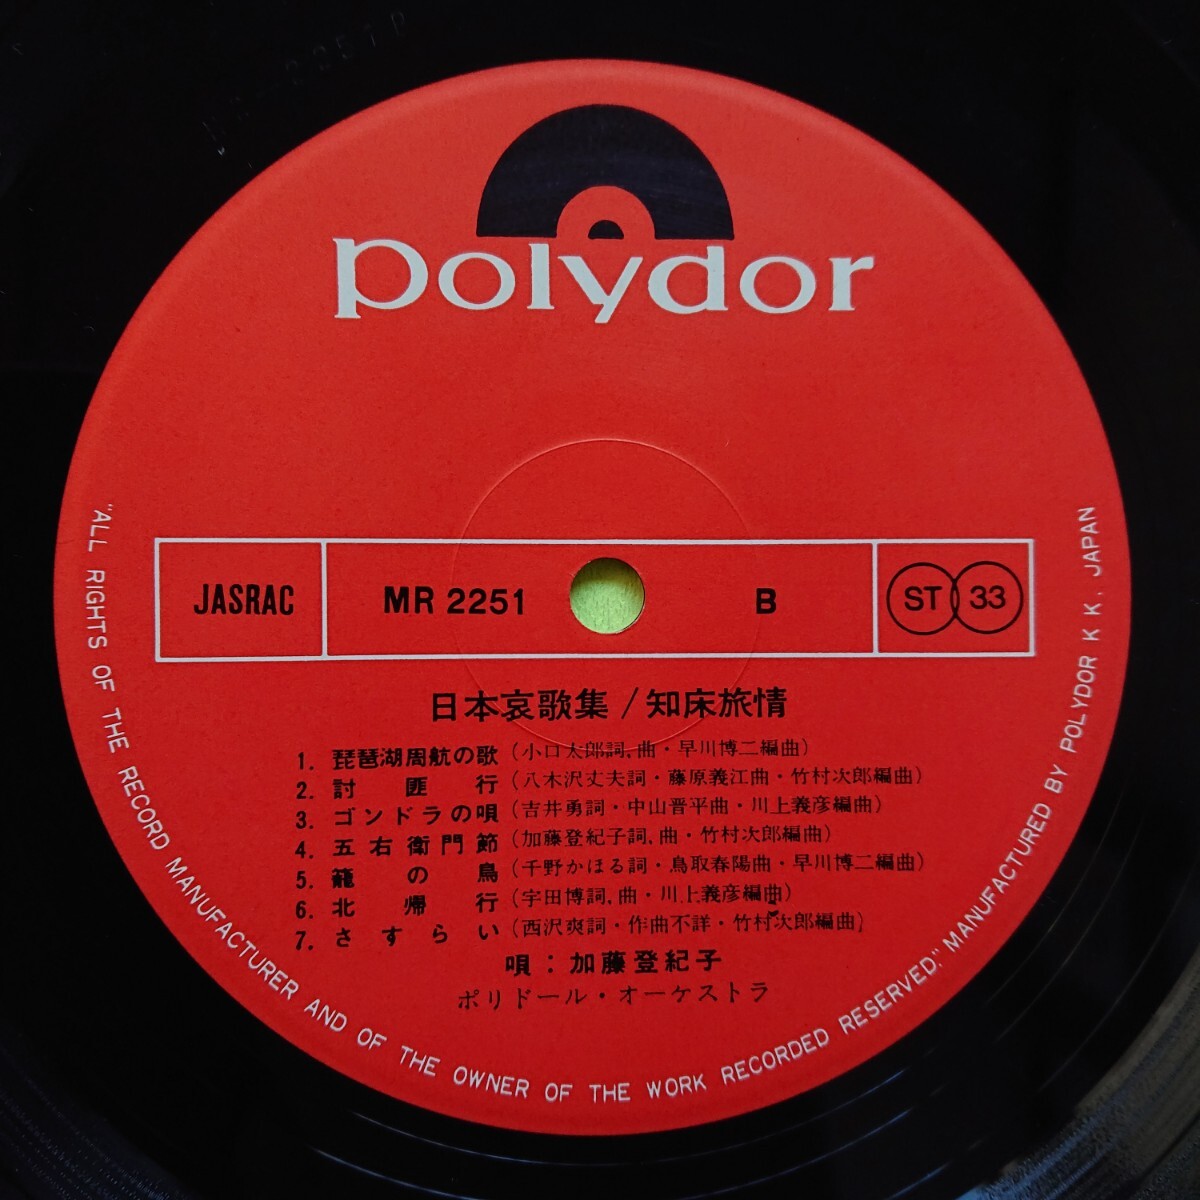 polydor
JASRAC
MR 2251
B
ST 33
日本哀歌集/知床旅情
1. 琵琶湖周航の歌(小口太郎詞,曲・早川博二編曲)
2. 討匪行(八木沢丈夫詞・藤原義江曲・竹村次郎編曲)
3. ゴンドラの唄(吉井勇詞・中山晋平曲・川上義彦編曲)
4. 五右衛門節(加藤登紀子詞,曲・竹村次郎編曲)
5. 籠の鳥(千野かほる詞・鳥取春陽曲・早川博二編曲)
6. 北帰行(宇田博詞,曲・川上義彦編曲)
7. さすらい(西沢爽詞・作曲不詳・竹村次郎編曲)
唄:加藤登紀子
ポリドール・オーケストラ
"ALL RIGHTS OF THE RECORD MANUFACTURER AND OF THE OWNER OF THE WORK RECORDED RESERVED." MANUFACTURED BY POLYDOR K K, JAPAN